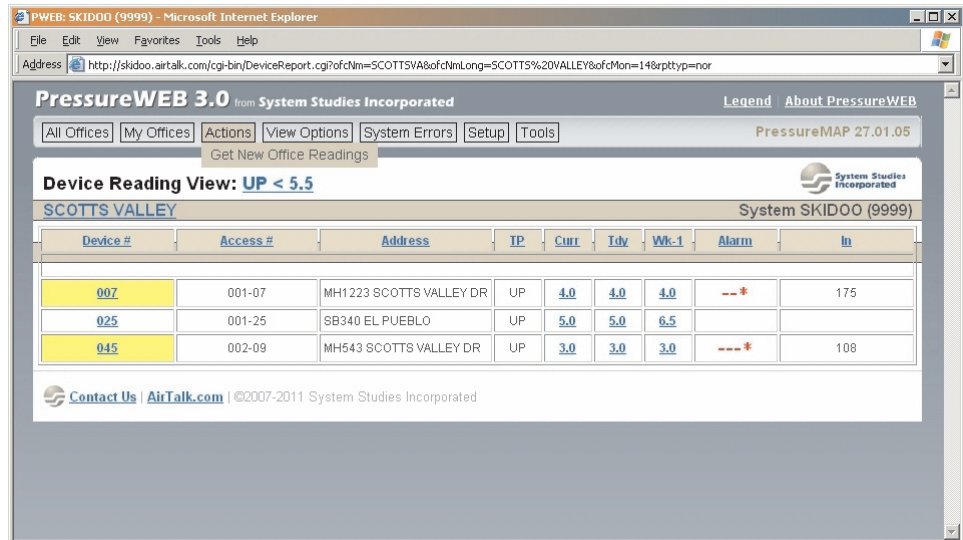 PWEB: SKIDOO (9999) - Microsoft Internet Explorer
File Edit View Favorites Tools Help
Address http://skidoo.airtalk.com/cgi-bin/DeviceReport.cgi?ofcNm=SCOTTSVA&ofcNmLong=SCOTTS%20VALLEY&ofcMon=14&rpttyp=nor
PressureWEB 3.0 from System Studies Incorporated Legend | About PressureWEB
All Offices My Offices Actions View Options System Errors Setup Tools PressureMAP 27.01.05
Get New Office Readings
Device Reading View: UP < 5.5 System Studies Incorporated
SCOTTS VALLEY System SKIDOO (9999)
Device # Access # Address TP Curr Tdy Wk-1 Alarm In
007 001-07 MH1223 SCOTTS VALLEY DR UP 4.0 4.0 4.0 --* 175
025 001-25 SB340 EL PUEBLO UP 5.0 5.0 6.5
045 002-09 MH543 SCOTTS VALLEY DR UP 3.0 3.0 3.0 ---* 108
Contact Us | AirTalk.com | ©2007-2011 System Studies Incorporated